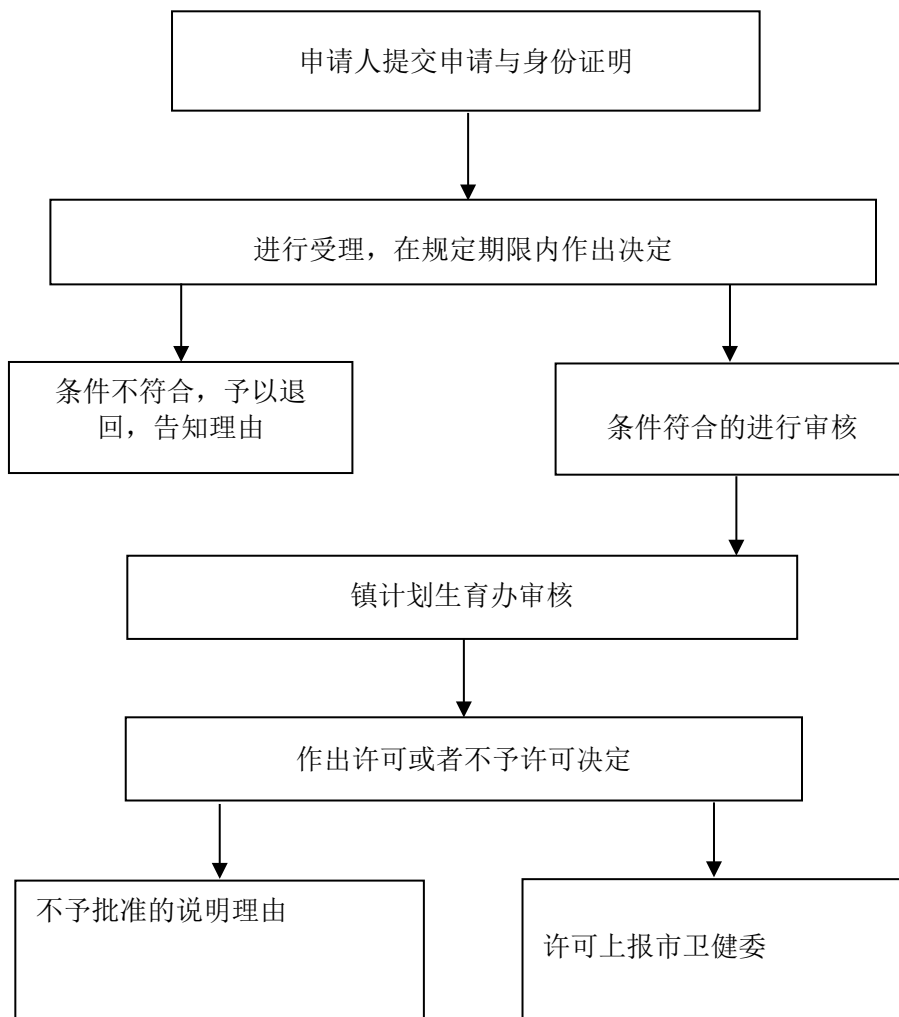 申请人提交申请与身份证明
进行受理，在规定期限内作出决定
条件不符合，予以退
回，告知理由
条件符合的进行审核
镇计划生育办审核
作出许可或者不予许可决定
不予批准的说明理由
许可上报市卫健委